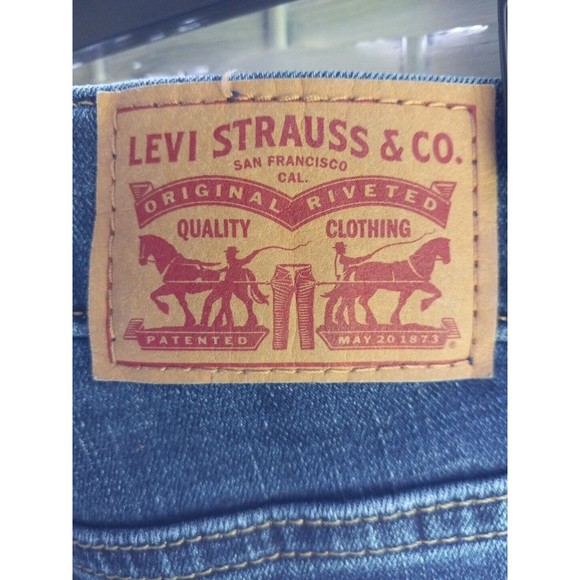 LEVI STRAUSS & CO.
SAN FRANCISCO
CAL.
ORIGINAL RIVETED
QUALITY CLOTHING
PATENTED MAY 20 1873
®